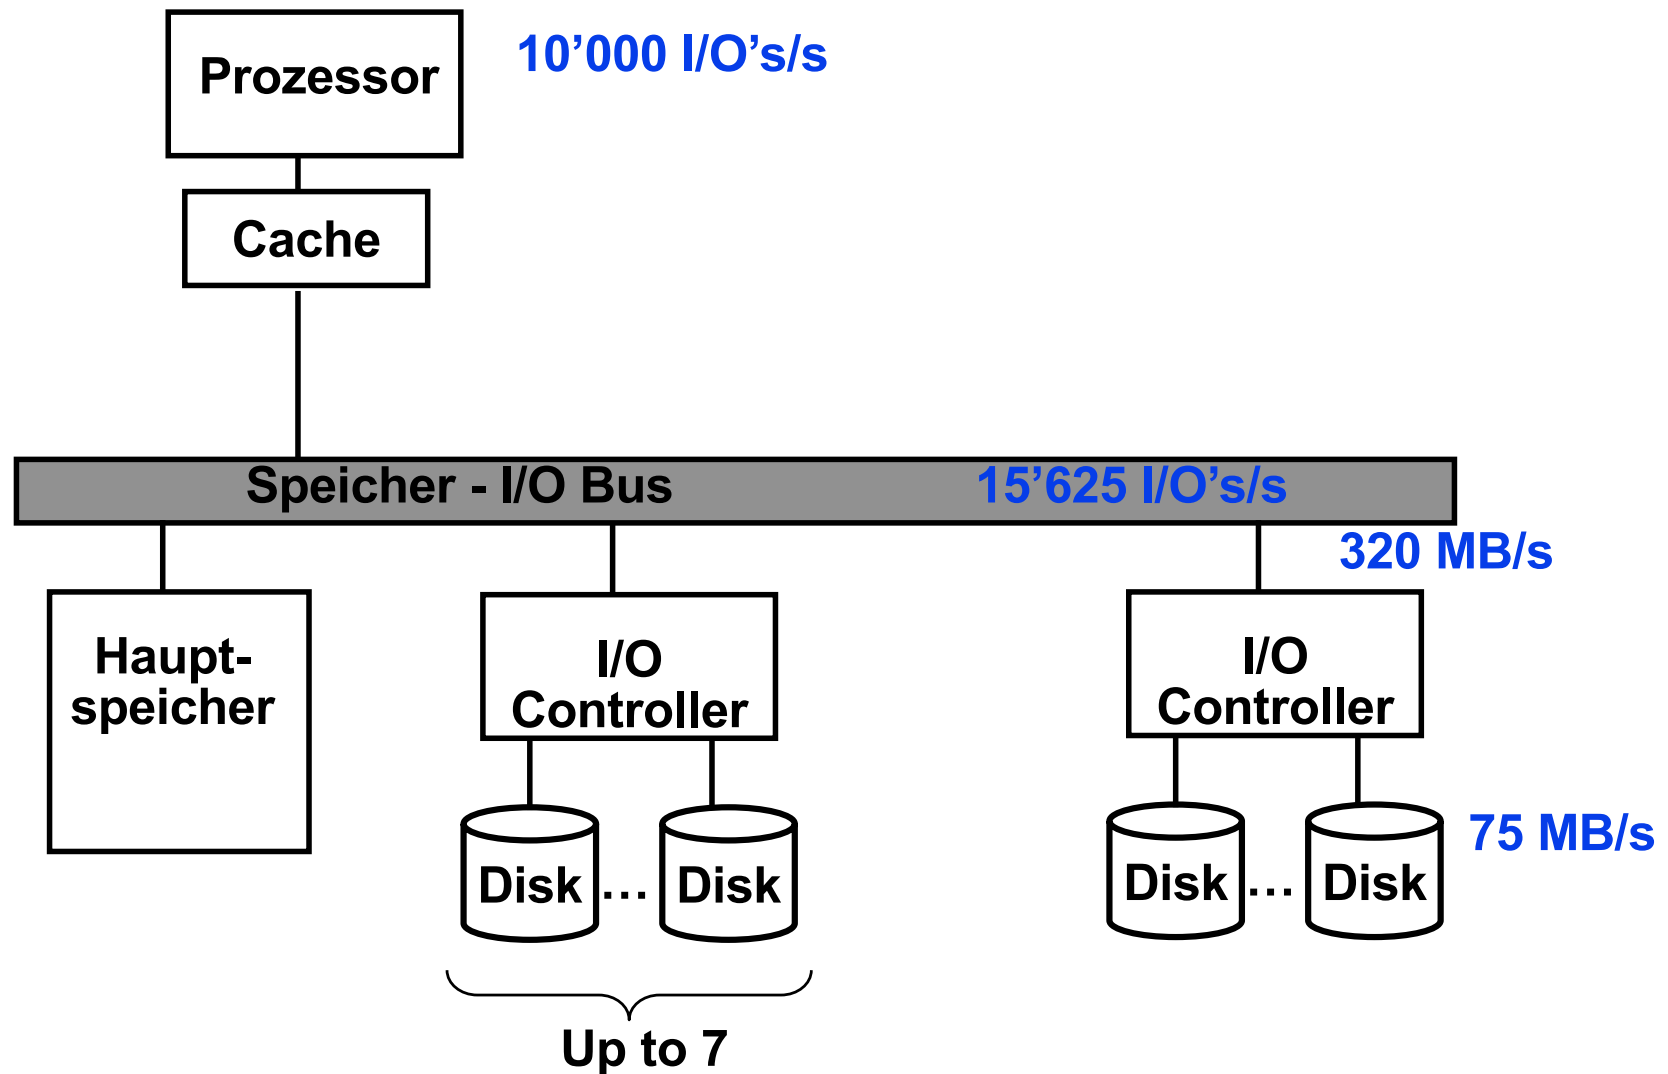 Prozessor
10’000 I/O’s/s
Cache
Speicher - I/O Bus
15’625 I/O’s/s
320 MB/s
Haupt-
speicher
I/O
Controller
I/O
Controller
75 MB/s
Disk
...
Disk
Disk
...
Disk
Up to 7